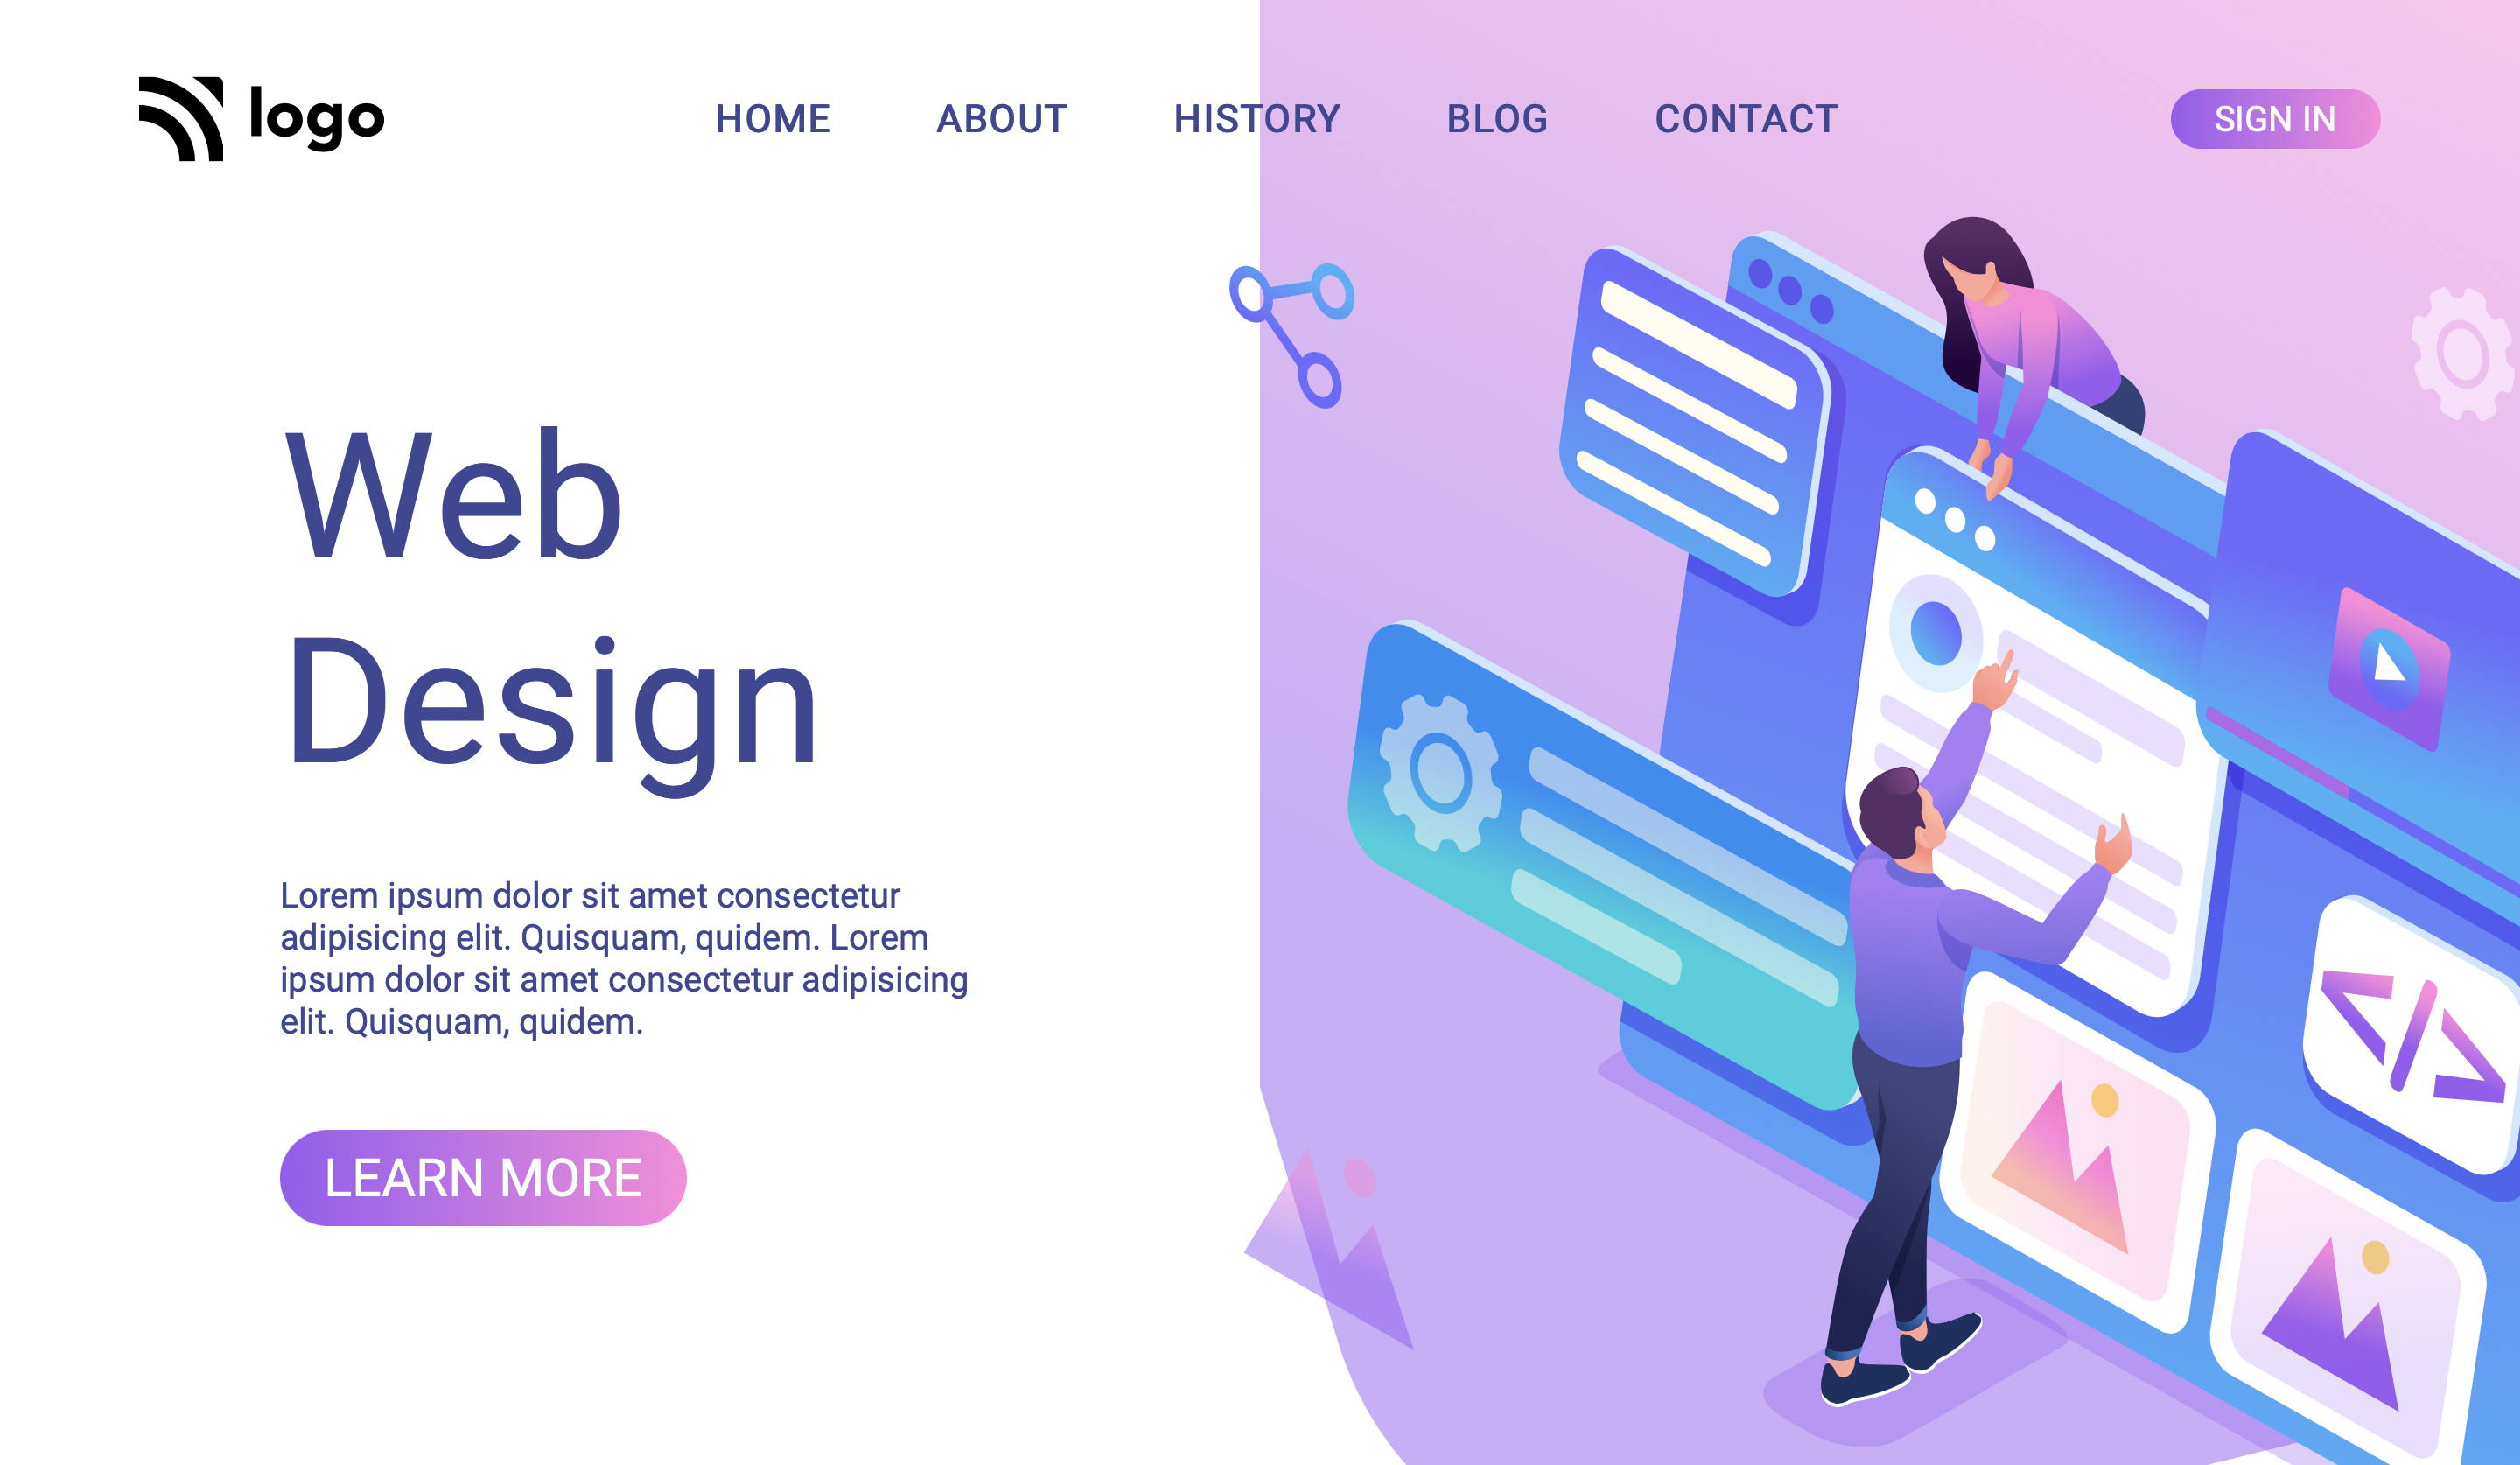 logo
HOME ABOUT HISTORY BLOG CONTACT SIGN IN
Web
Design
Lorem ipsum dolor sit amet consectetur
adipisicing elit. Quisquam, quidem. Lorem
ipsum dolor sit amet consectetur adipisicing
elit. Quisquam, quidem.
LEARN MORE
</>